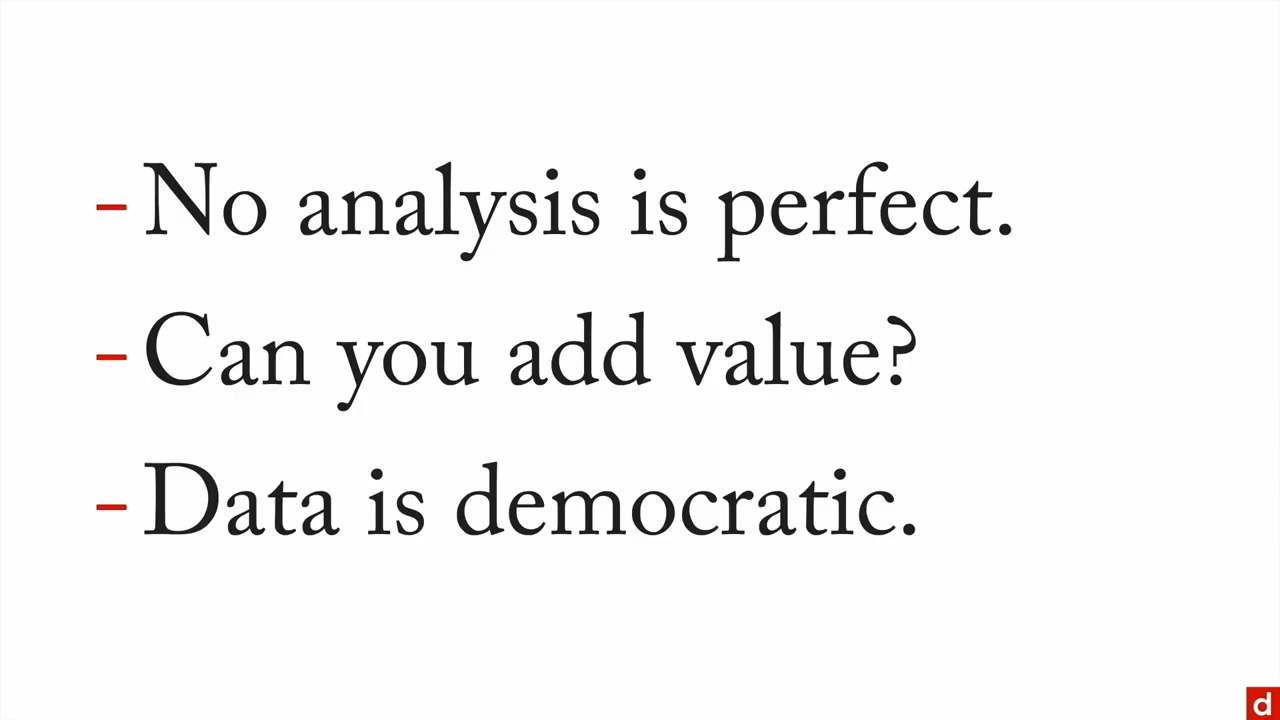 – No analysis is perfect.
– Can you add value?
– Data is democratic.
d